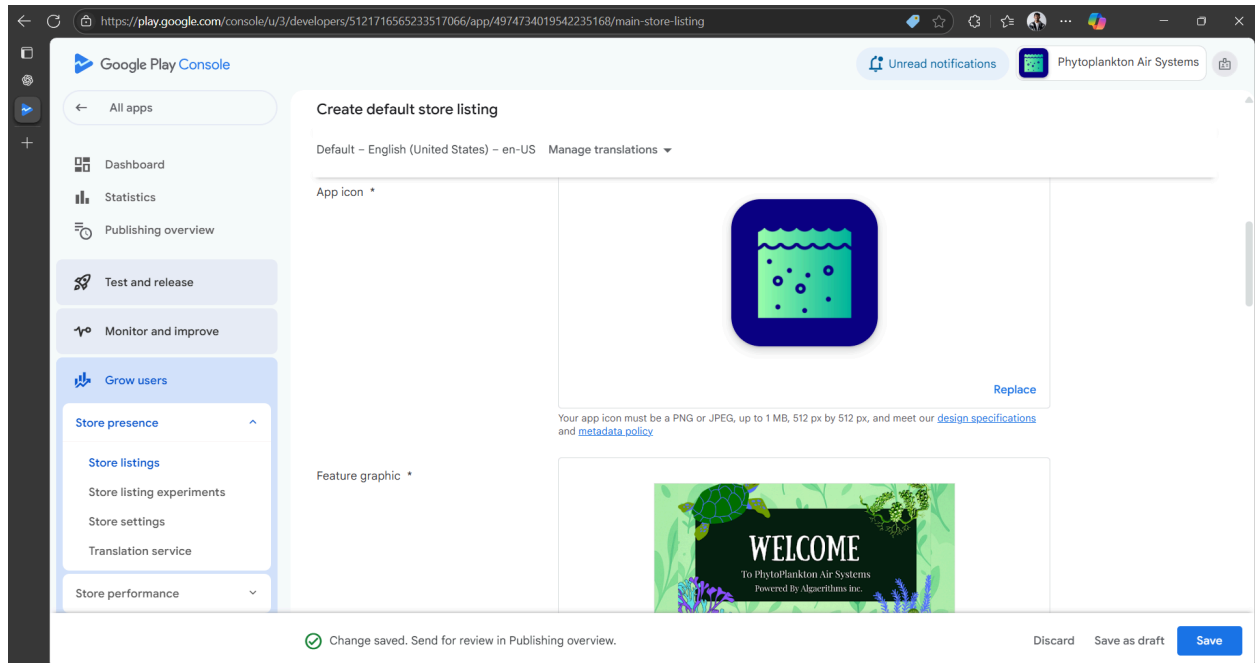 https://play.google.com/console/u/3/developers/5121716565233517066/app/4974734019542235168/main-store-listing
Google Play Console
Unread notifications
Phytoplankton Air Systems
All apps
Create default store listing
Default – English (United States) – en-US Manage translations
Dashboard
Statistics
Publishing overview
Test and release
Monitor and improve
Grow users
Store presence
Store listings
Store listing experiments
Store settings
Translation service
Store performance
App icon *
Replace
Your app icon must be a PNG or JPEG, up to 1 MB, 512 px by 512 px, and meet our design specifications
and metadata policy
Feature graphic *
WELCOME
To PhytoPlankton Air Systems
Powered By Algaerithms inc.
Change saved. Send for review in Publishing overview.
Discard Save as draft Save